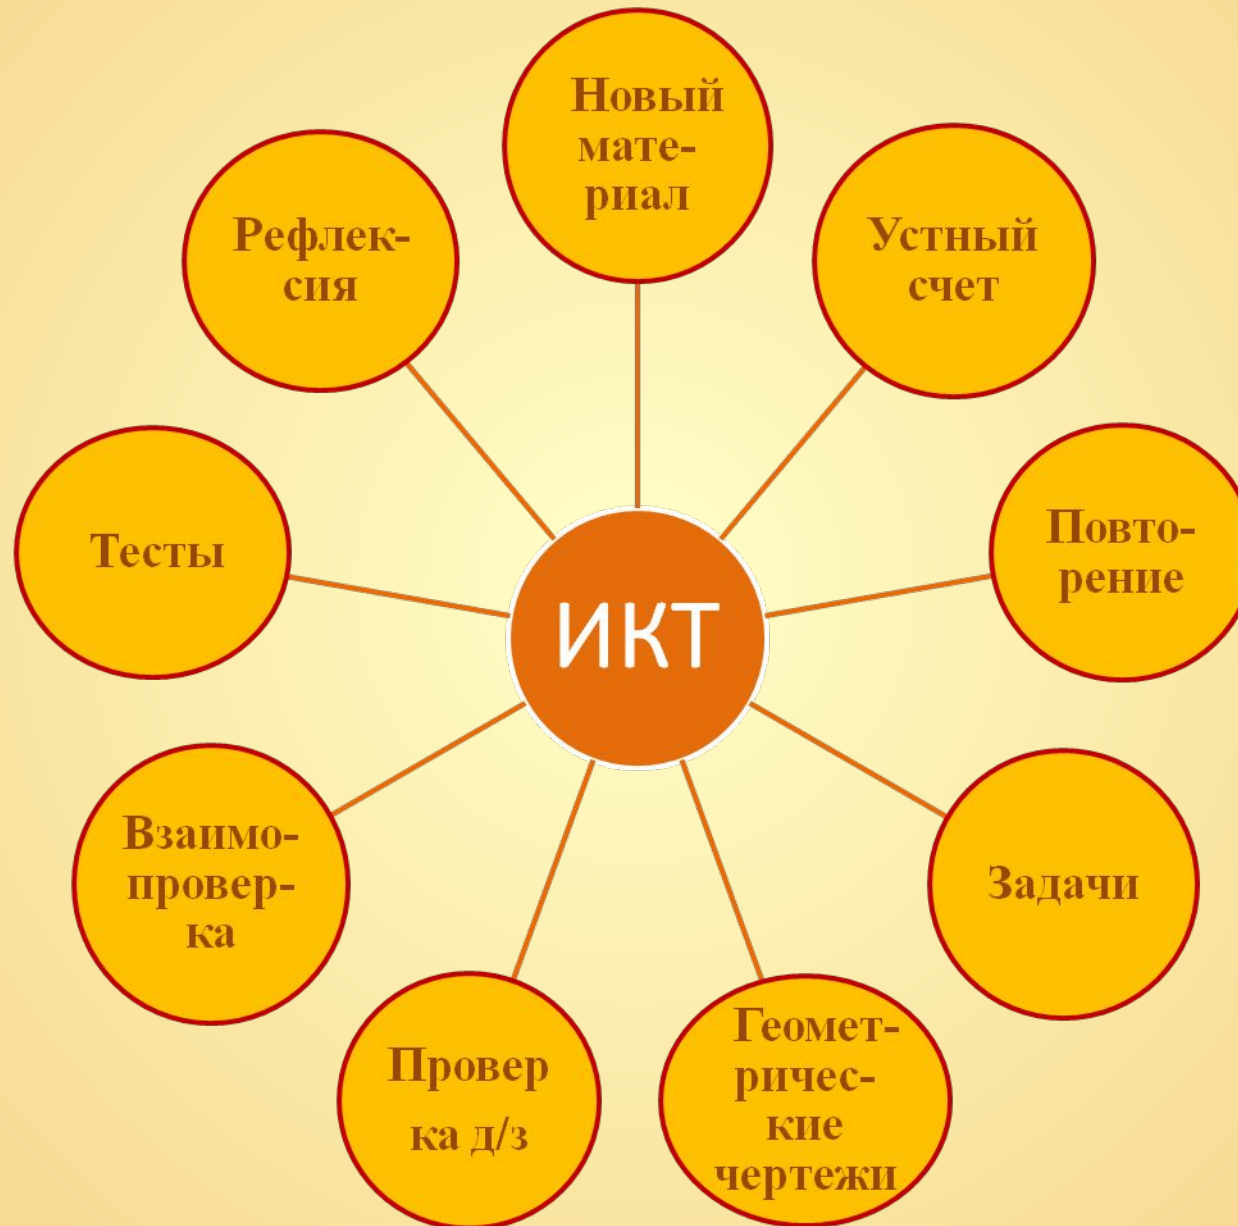 Новый
мате-
риал
Устный
счет
Повто-
рение
Задачи
Геомет-
ричес-
кие
чертежи
Провер
ка д/з
Взаимо-
провер-
ка
Тесты
Рефлек-
сия
ИКТ